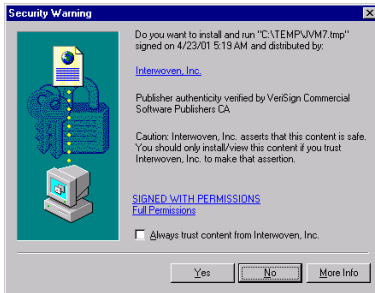 Security Warning
Do you want to install and run "C:\TEMP\JVM7.tmp"
signed on 4/23/01 5:19 AM and distributed by:
Interwoven, Inc.
Publisher authenticity verified by VeriSign Commercial
Software Publishers CA
Caution: Interwoven, Inc. asserts that this content is safe.
You should only install/view this content if you trust
Interwoven, Inc. to make that assertion.
SIGNED WITH PERMISSIONS
Full Permissions
Always trust content from Interwoven, Inc.
Yes No More Info